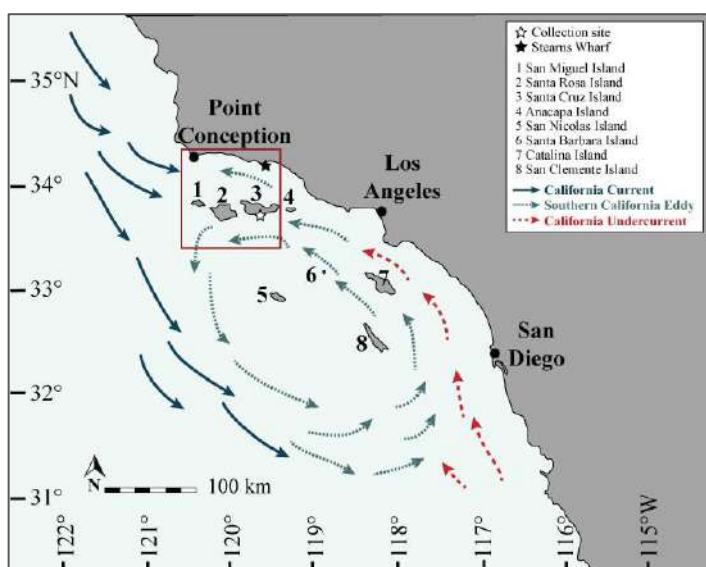 35°N
34°
33°
32°
31°
Point
Conception
Los
Angeles
San
Diego
1
2
3
4
5
6
7
8
N
100 km
-122°
-121°
-120°
-119°
-118°
-117°
-116°
-115°W
Collection site
Stearns Wharf
1 San Miguel Island
2 Santa Rosa Island
3 Santa Cruz Island
4 Anacapa Island
5 San Nicolas Island
6 Santa Barbara Island
7 Catalina Island
8 San Clemente Island
California Current
Southern California Eddy
California Undercurrent